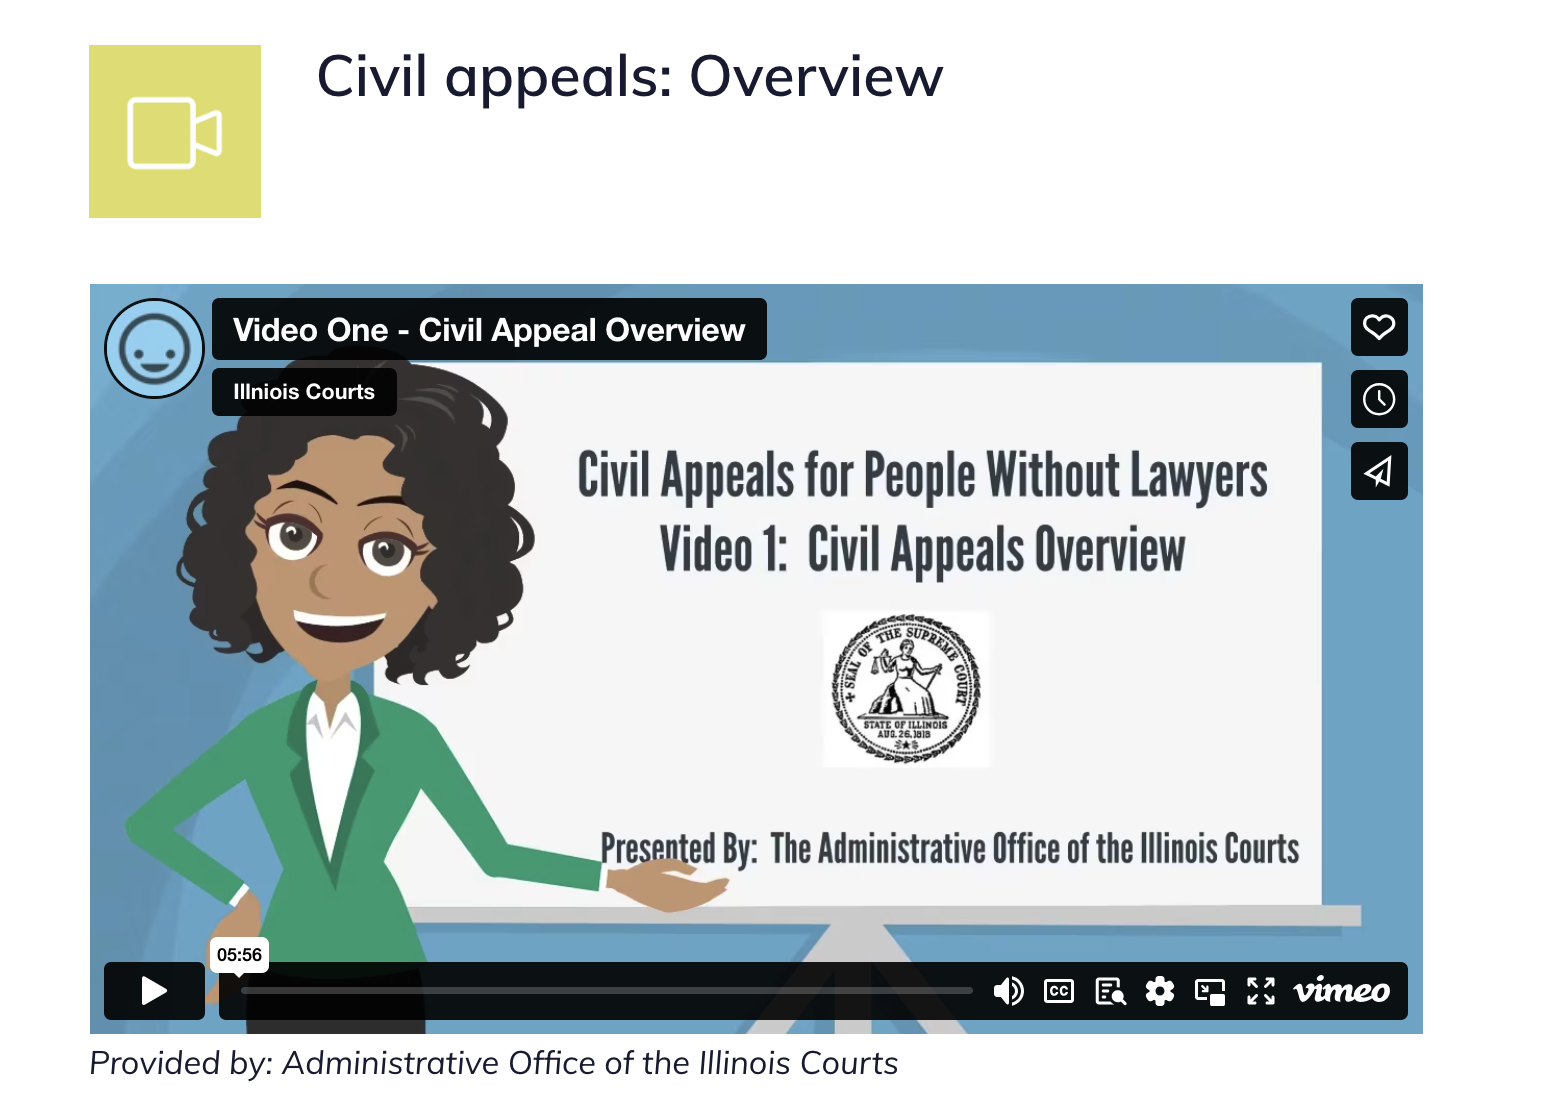 Civil appeals: Overview
Video One - Civil Appeal Overview
Illniois Courts
Civil Appeals for People Without Lawyers
Video 1: Civil Appeals Overview
SEAL OF THE SUPREME COURT
STATE OF ILLINOIS
AUG. 26, 1818
Presented By: The Administrative Office of the Illinois Courts
05:56
CC
vimeo
Provided by: Administrative Office of the Illinois Courts